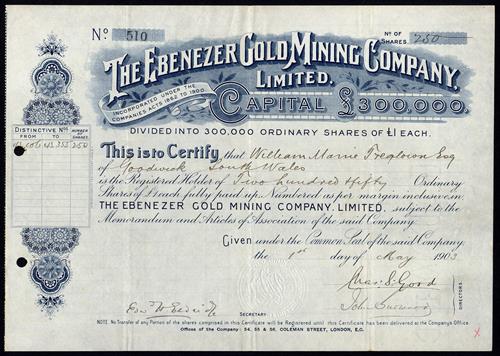 No 510
No OF SHARES 250
THE EBENEZER GOLD MINING COMPANY,
LIMITED.
INCORPORATED UNDER THE COMPANIES ACTS 1862 TO 1900.
CAPITAL £300,000.
DIVIDED INTO 300,000 ORDINARY SHARES OF £1 EACH.
DISTINCTIVE Nos
FROM TO
NUMBER OF SHARES
250
This is to Certify, that William Marine Treglown Esq
of Goodwick South Wales
is the Registered Holder of Two hundred & fifty Ordinary
Shares of £1 each fully paid up. Numbered as per margin inclusive in
THE EBENEZER GOLD MINING COMPANY, LIMITED, subject to the
Memorandum and Articles of Association of the said Company.
Given under the Common Seal of the said Company,
the 1st day of May 1903
Chas. S. Good
DIRECTORS.
SECRETARY
NOTE. No Transfer of any Portion of the shares comprised in this Certificate will be Registered until this Certificate has been delivered at the Company's Office.
Offices of the Company: 54, 55 & 56, COLEMAN STREET, LONDON, E.C.